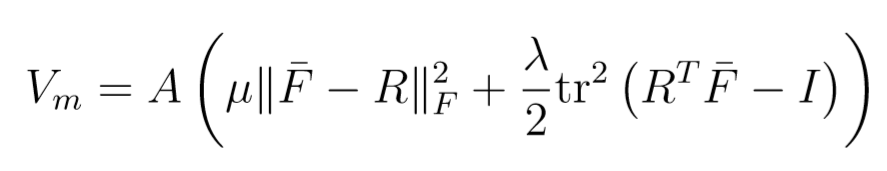 V_m = A\left(\mu\|\bar{F} - R\|_F^2 + \frac{\lambda}{2}\mathrm{tr}^2\left(R^T\bar{F} - I\right)\right)